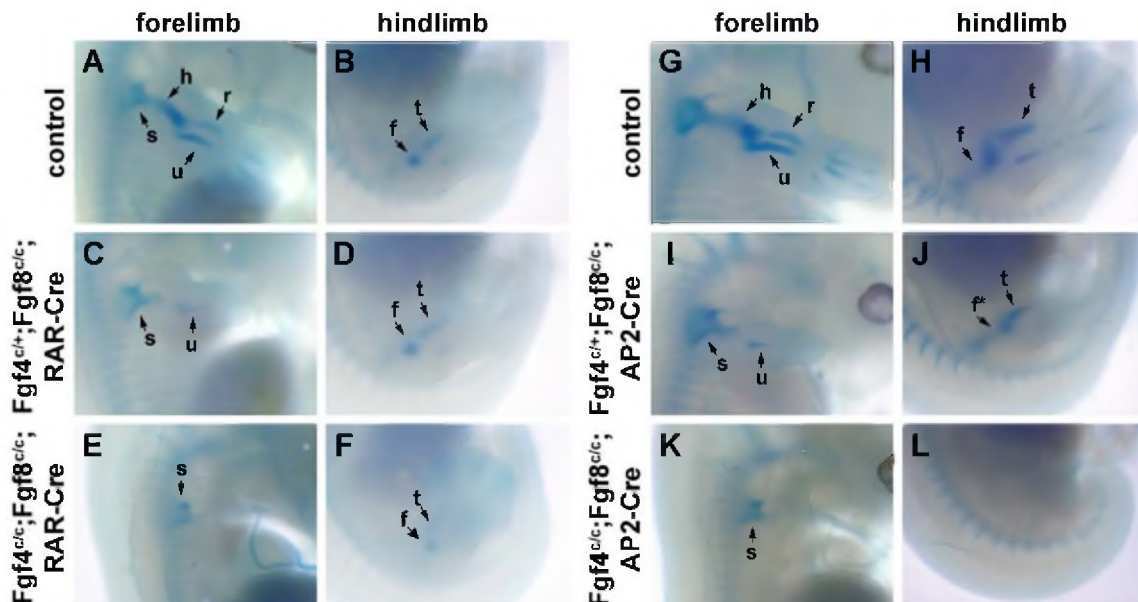 forelimb hindlimb forelimb hindlimb
control
A h r s u
B t f
control
G h r u
H t f
Fgf4c/+;Fgf8c/c;
RAR-Cre
C s u
D t f
Fgf4c/+;Fgf8c/c;
AP2-Cre
I s u
J t f*
Fgf4c/c;Fgf8c/c;
RAR-Cre
E s
F t f
Fgf4c/c;Fgf8c/c;
AP2-Cre
K s
L